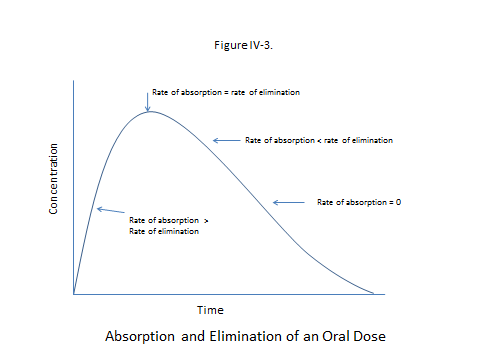 Figure IV-3.
Rate of absorption = rate of elimination
Rate of absorption < rate of elimination
Rate of absorption = 0
Rate of absorption >
Rate of elimination
Concentration
Time
Absorption and Elimination of an Oral Dose